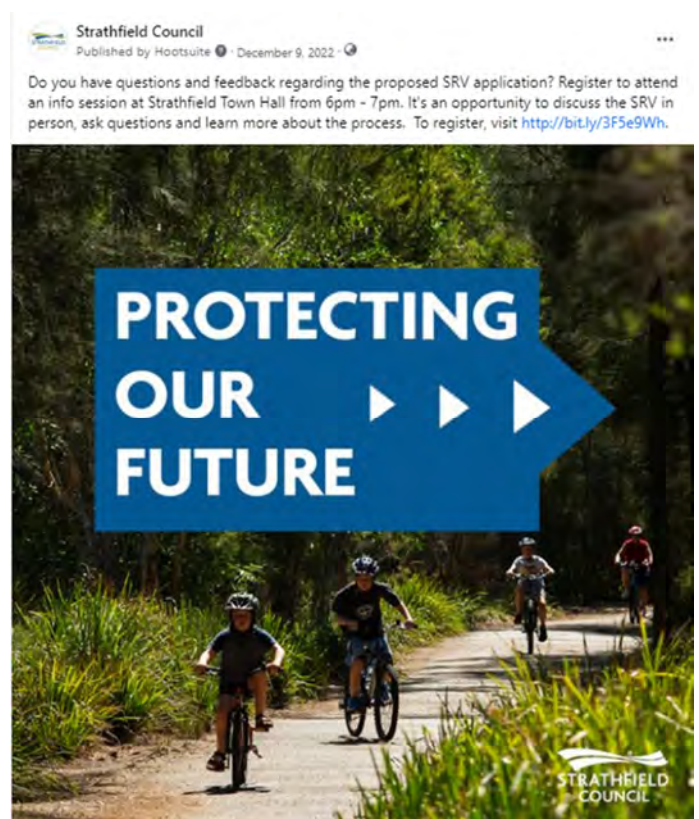 Strathfield Council
Published by Hootsuite · December 9, 2022 ·
Do you have questions and feedback regarding the proposed SRV application? Register to attend
an info session at Strathfield Town Hall from 6pm - 7pm. It's an opportunity to discuss the SRV in
person, ask questions and learn more about the process. To register, visit http://bit.ly/3F5e9Wh.
PROTECTING
OUR
FUTURE
STRATHFIELD
COUNCIL